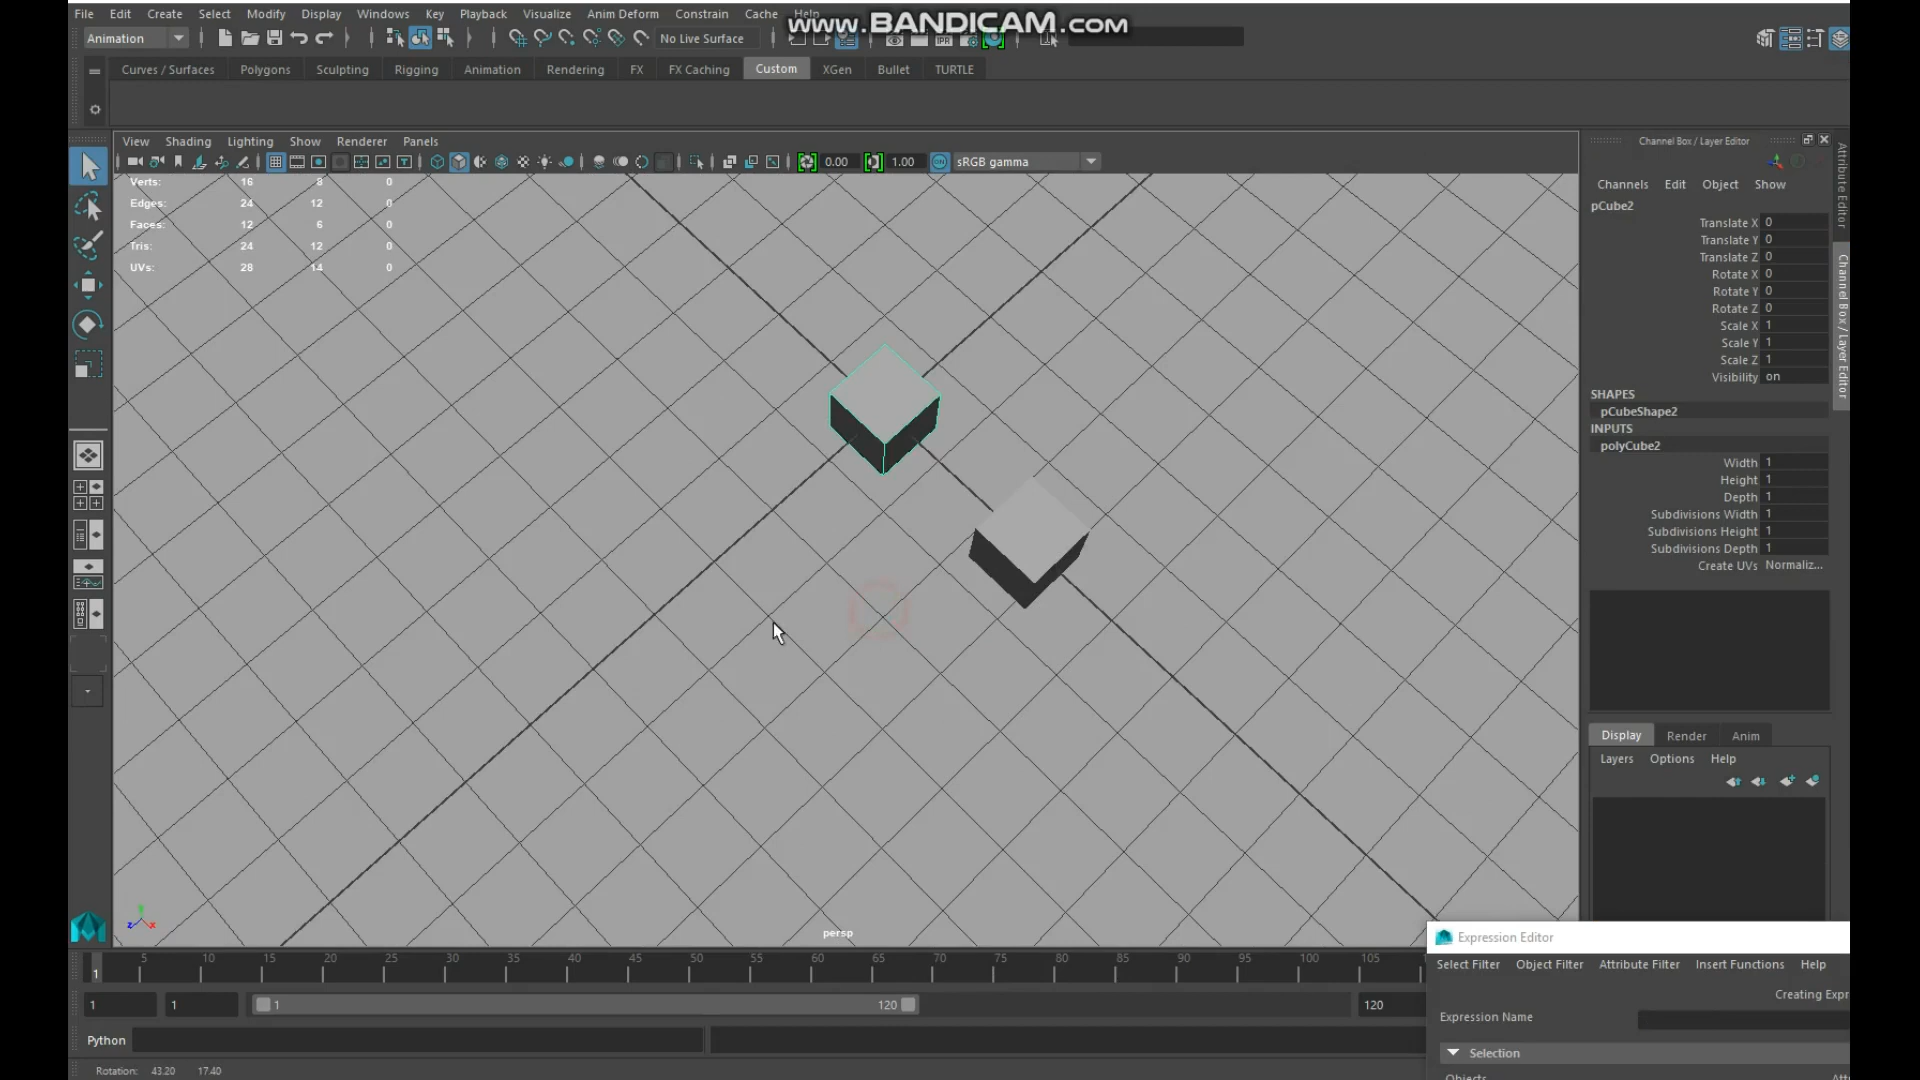 File Edit Create Select Modify Display Windows Key Playback Visualize Anim Deform Constrain Cache Help
www.BANDICAM.com
Animation No Live Surface IPR
Curves / Surfaces Polygons Sculpting Rigging Animation Rendering FX FX Caching Custom XGen Bullet TURTLE
View Shading Lighting Show Renderer Panels
0.00 1.00 sRGB gamma
Verts: 16 8 0
Edges: 24 12 0
Faces: 12 6 0
Tris: 24 12 0
UVs: 28 14 0
persp
z x
Channel Box / Layer Editor
Channels Edit Object Show
pCube2
Translate X 0
Translate Y 0
Translate Z 0
Rotate X 0
Rotate Y 0
Rotate Z 0
Scale X 1
Scale Y 1
Scale Z 1
Visibility on
SHAPES
pCubeShape2
INPUTS
polyCube2
Width 1
Height 1
Depth 1
Subdivisions Width 1
Subdivisions Height 1
Subdivisions Depth 1
Create UVs Normaliz...
Attribute Editor
Channel Box / Layer Editor
Display Render Anim
Layers Options Help
5 10 15 20 25 30 35 40 45 50 55 60 65 70 75 80 85 90 95 100 105
1
1 1 1 120 120
Python
Rotation: 43.20 17.40
Expression Editor
Select Filter Object Filter Attribute Filter Insert Functions Help
Creating Expr
Expression Name
Selection
Objects